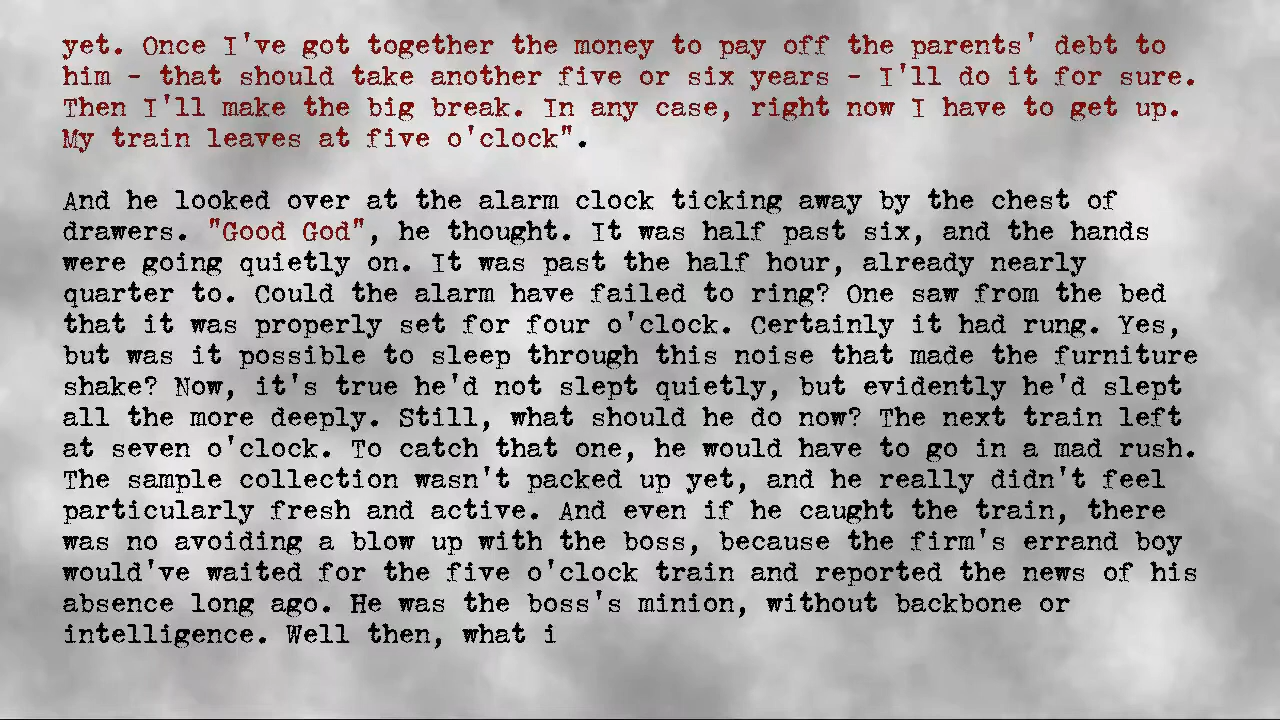 yet. Once I've got together the money to pay off the parents' debt to
him - that should take another five or six years - I'll do it for sure.
Then I'll make the big break. In any case, right now I have to get up.
My train leaves at five o'clock".
And he looked over at the alarm clock ticking away by the chest of
drawers. "Good God", he thought. It was half past six, and the hands
were going quietly on. It was past the half hour, already nearly
quarter to. Could the alarm have failed to ring? One saw from the bed
that it was properly set for four o'clock. Certainly it had rung. Yes,
but was it possible to sleep through this noise that made the furniture
shake? Now, it's true he'd not slept quietly, but evidently he'd slept
all the more deeply. Still, what should he do now? The next train left
at seven o'clock. To catch that one, he would have to go in a mad rush.
The sample collection wasn't packed up yet, and he really didn't feel
particularly fresh and active. And even if he caught the train, there
was no avoiding a blow up with the boss, because the firm's errand boy
would've waited for the five o'clock train and reported the news of his
absence long ago. He was the boss's minion, without backbone or
intelligence. Well then, what i